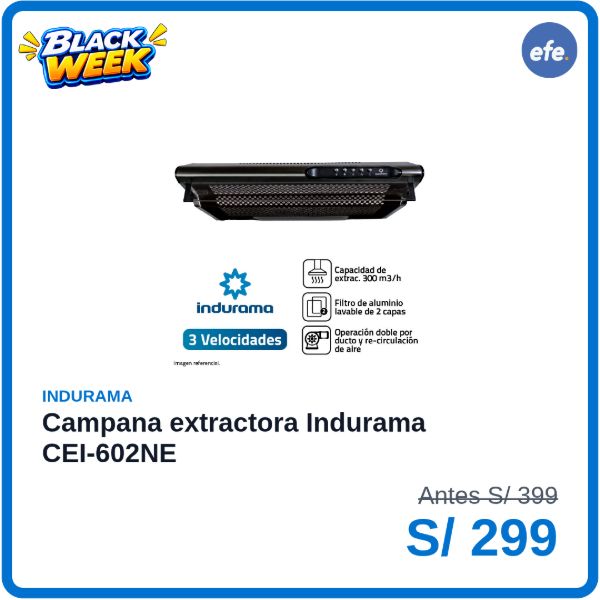 BLACK
WEEK
efe.
indurama
3 Velocidades
Imagen referencial.
Capacidad de
extrac. 300 m3/h
Filtro de aluminio
lavable de 2 capas
2
Operación doble por
ducto y re-circulación
de aire
INDURAMA
Campana extractora Indurama
CEI-602NE
Antes S/ 399
S/ 299